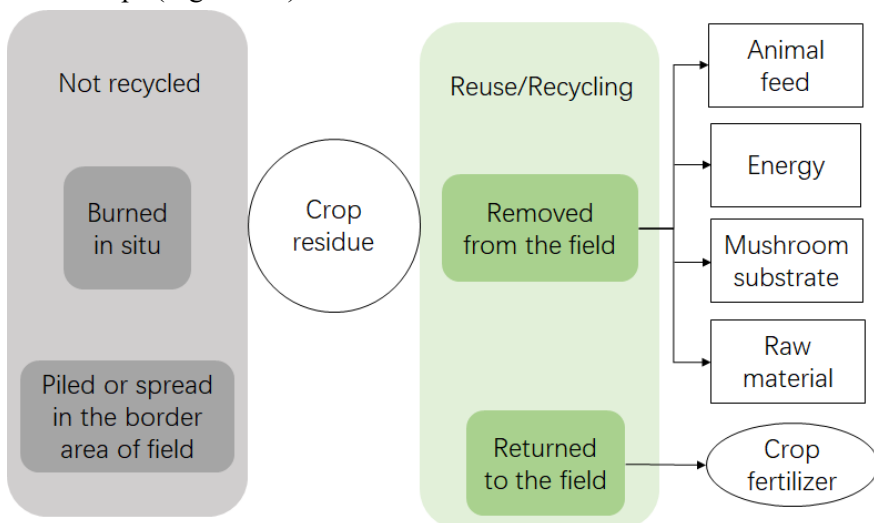 Not recycled
Burned
in situ
Piled or spread
in the border
area of field
Crop
residue
Reuse/Recycling
Removed
from the field
Returned
to the field
Animal
feed
Energy
Mushroom
substrate
Raw
material
Crop
fertilizer